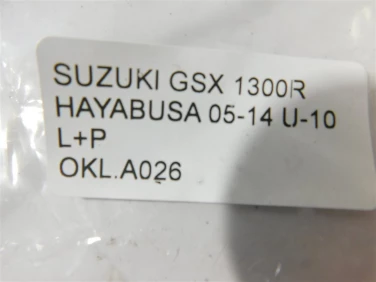 SUZUKI GSX 1300R
HAYABUSA 05-14 U-10
L+P
OKL.A026